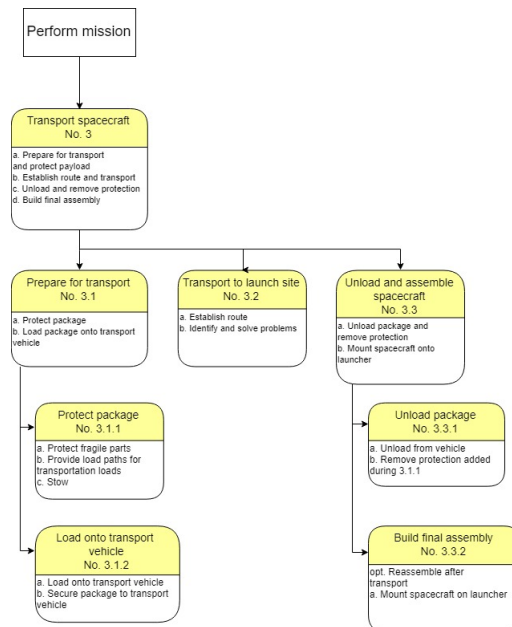 Perform mission
Transport spacecraft
No. 3
a. Prepare for transport
and protect payload
b. Establish route and transport
c. Unload and remove protection
d. Build final assembly
Prepare for transport
No. 3.1
a. Protect package
b. Load package onto transport
vehicle
Transport to launch site
No. 3.2
a. Establish route
b. Identify and solve problems
Unload and assemble
spacecraft
No. 3.3
a. Unload package and
remove protection
b. Mount spacecraft onto
launcher
Protect package
No. 3.1.1
a. Protect fragile parts
b. Provide load paths for
transportation loads
c. Stow
Unload package
No. 3.3.1
a. Unload from vehicle
b. Remove protection added
during 3.1.1
Load onto transport
vehicle
No. 3.1.2
a. Load onto transport vehicle
b. Secure package to transport
vehicle
Build final assembly
No. 3.3.2
opt. Reassemble after
transport
a. Mount spacecraft on launcher